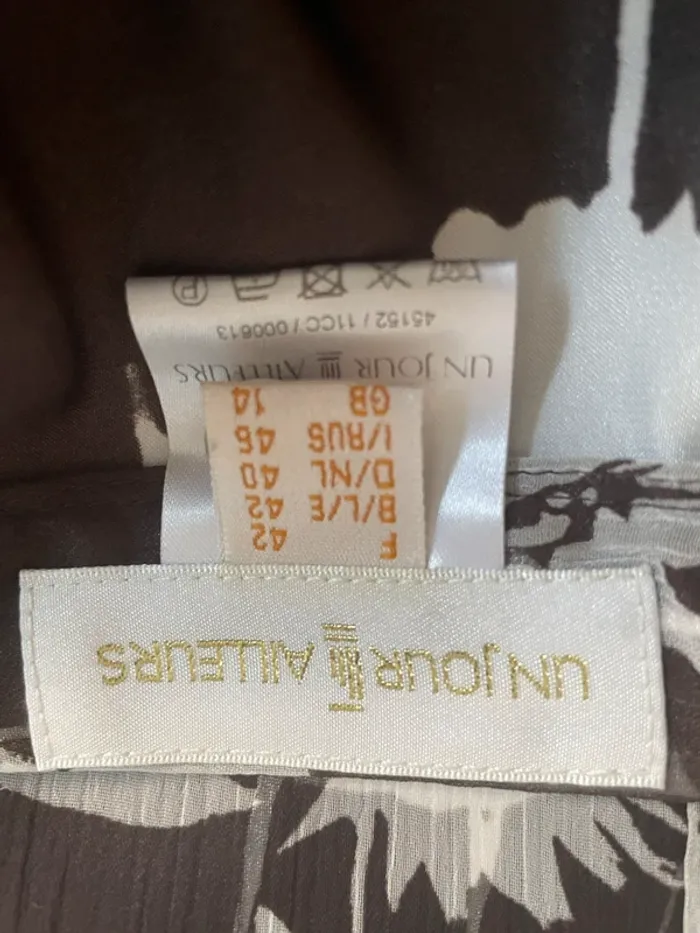 UN JOUR AILLEURS
F 42
B/L/E 42
D/NL 40
I/RUS 46
GB 14
UN JOUR AILLEURS
45152 / 11CC / 000613
P